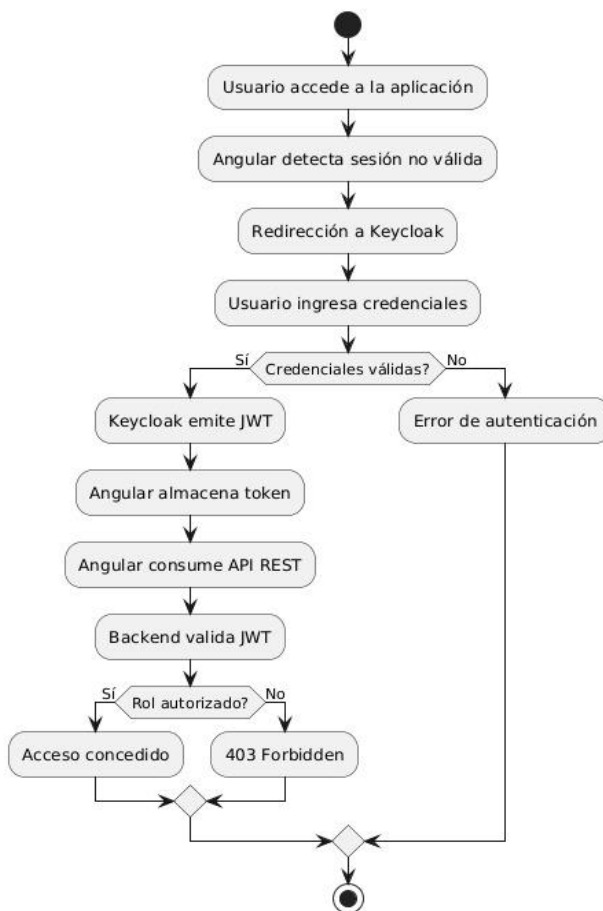 Usuario accede a la aplicación
Angular detecta sesión no válida
Redirección a Keycloak
Usuario ingresa credenciales
Sí
Credenciales válidas?
No
Keycloak emite JWT
Error de autenticación
Angular almacena token
Angular consume API REST
Backend valida JWT
Sí
Rol autorizado?
No
Acceso concedido
403 Forbidden